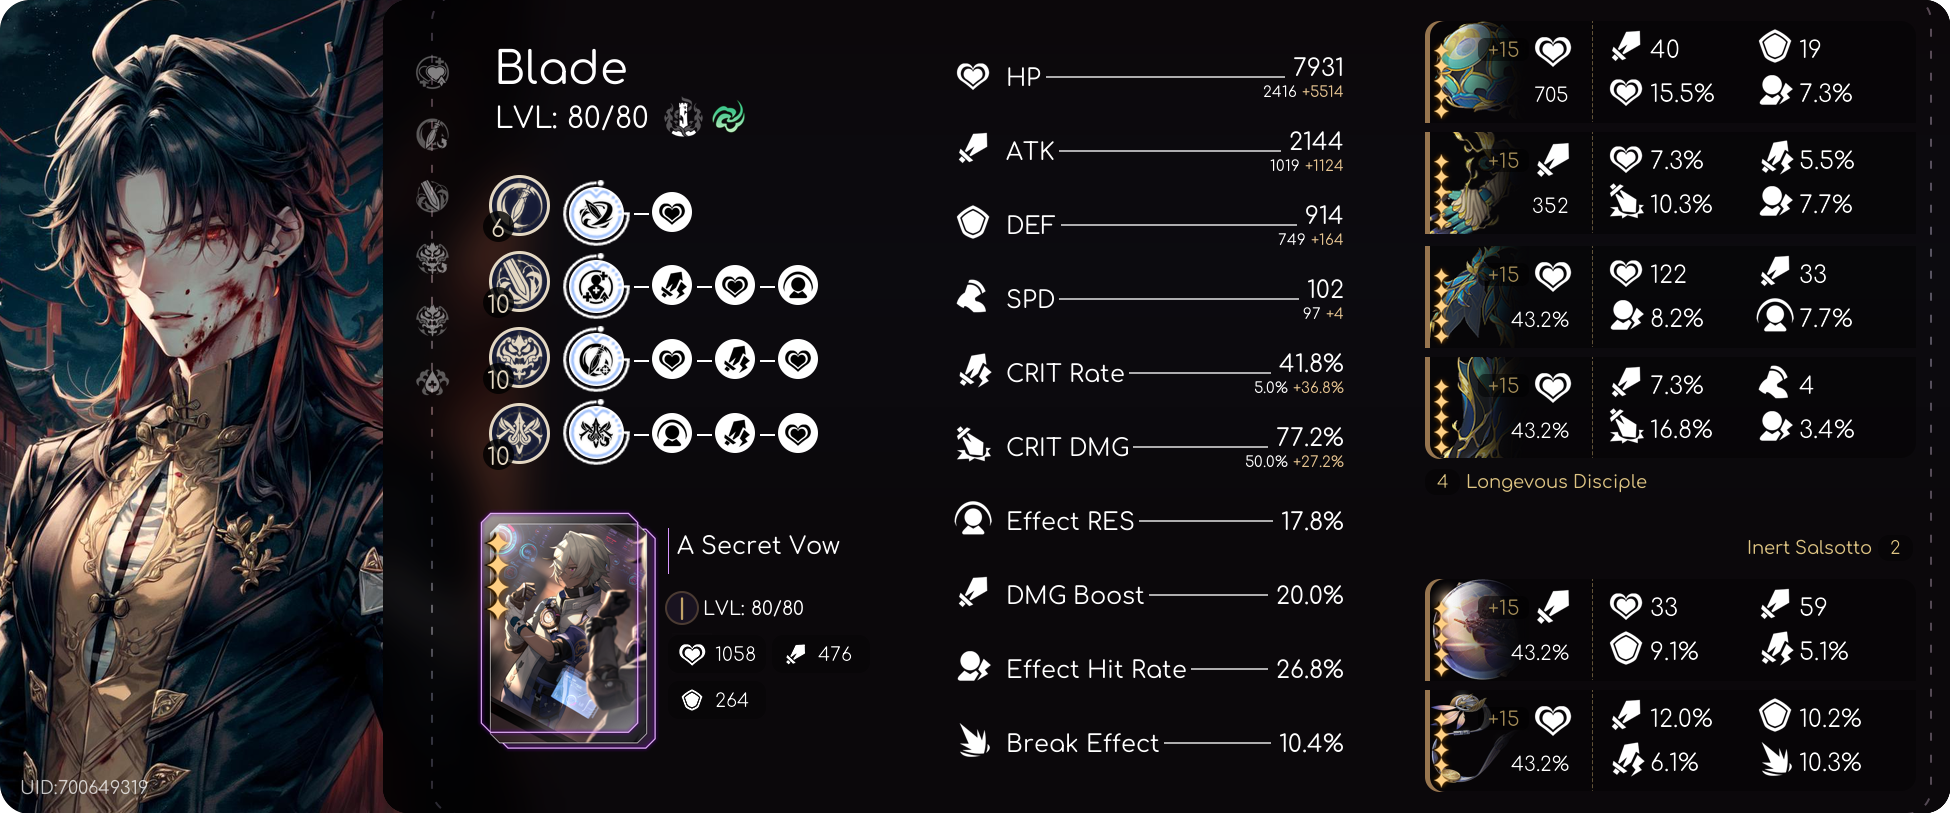 Blade
LVL: 80/80
6
10
10
10
A Secret Vow
LVL: 80/80
1058 476
264
UID:700649319
HP 7931
2416 +5514
ATK 2144
1019 +1124
DEF 914
749 +164
SPD 102
97 +4
CRIT Rate 41.8%
5.0% +36.8%
CRIT DMG 77.2%
50.0% +27.2%
Effect RES 17.8%
DMG Boost 20.0%
Effect Hit Rate 26.8%
Break Effect 10.4%
+15 40 19
705 15.5% 7.3%
+15 7.3% 5.5%
352 10.3% 7.7%
+15 122 33
43.2% 8.2% 7.7%
+15 7.3% 4
43.2% 16.8% 3.4%
4 Longevous Disciple
Inert Salsotto 2
+15 33 59
43.2% 9.1% 5.1%
+15 12.0% 10.2%
43.2% 6.1% 10.3%